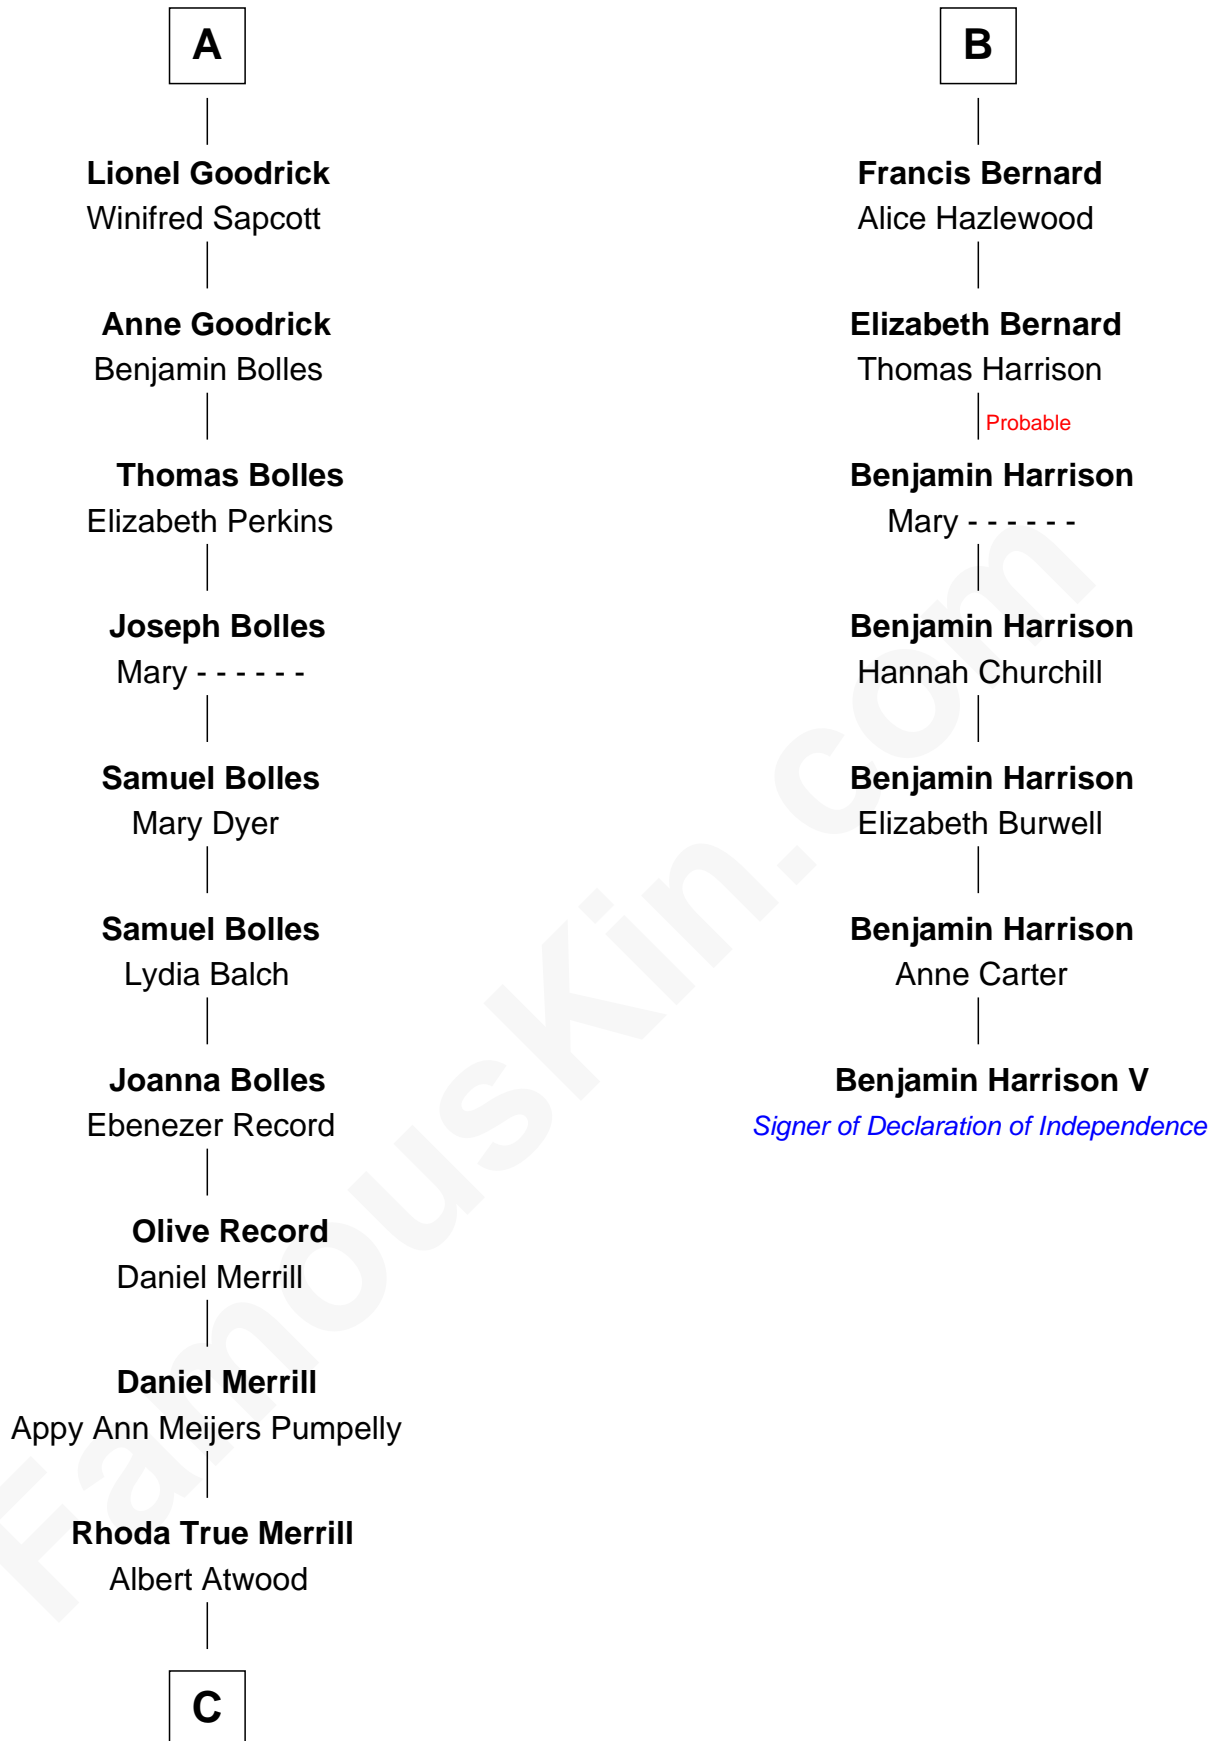 A
Lionel Goodrick
Winifred Sapcott
Anne Goodrick
Benjamin Bolles
Thomas Bolles
Elizabeth Perkins
Joseph Bolles
Mary - - - - - -
Samuel Bolles
Mary Dyer
Samuel Bolles
Lydia Balch
Joanna Bolles
Ebenezer Record
Olive Record
Daniel Merrill
Daniel Merrill
Appy Ann Meijers Pumpelly
Rhoda True Merrill
Albert Atwood
C
B
Francis Bernard
Alice Hazlewood
Elizabeth Bernard
Thomas Harrison
Probable
Benjamin Harrison
Mary - - - - - -
Benjamin Harrison
Hannah Churchill
Benjamin Harrison
Elizabeth Burwell
Benjamin Harrison
Anne Carter
Benjamin Harrison V
Signer of Declaration of Independence
FamousKin.com